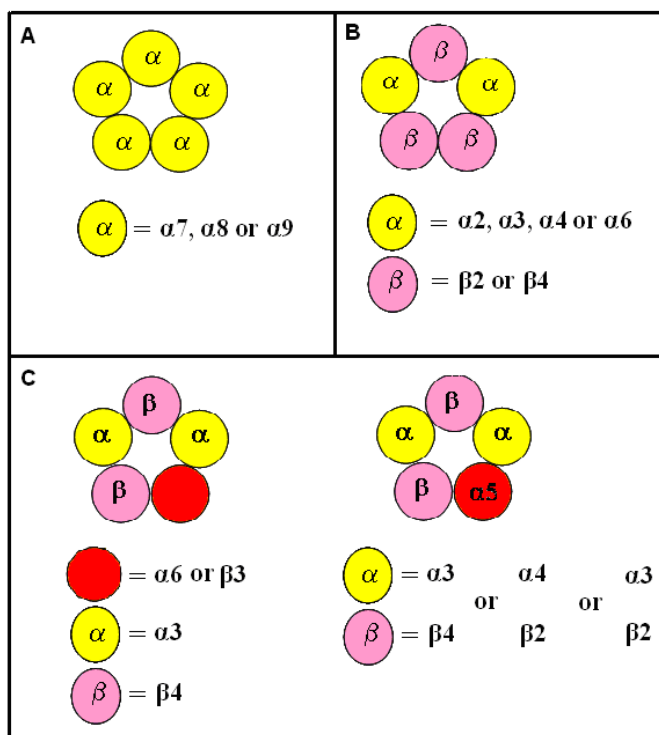 A
α
α α
α α
α = α7, α8 or α9
B
β
α α
β β
α = α2, α3, α4 or α6
β = β2 or β4
C
β
α α
β
= α6 or β3
α = α3
β = β4
β
α α
β α5
α = α3 α4 α3
or or
β = β4 β2 β2